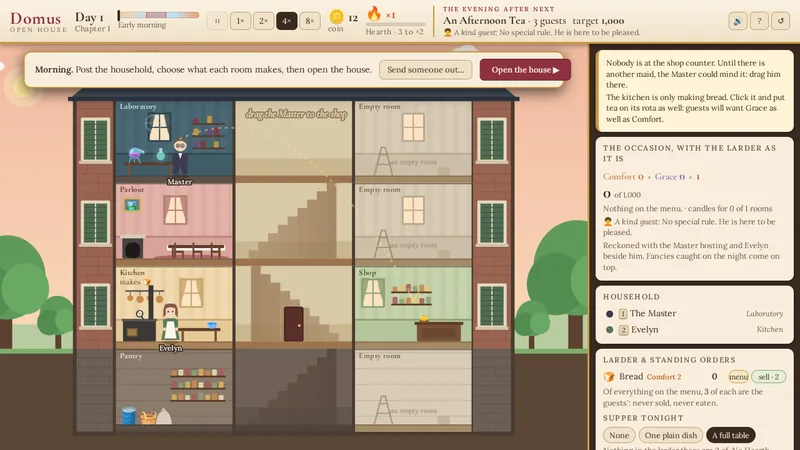 Domus
OPEN HOUSE
Day 1
Chapter 1
Early morning
1×
2×
4×
8×
12
coin
×1
Hearth · 3 to ×2
THE EVENING AFTER NEXT
An Afternoon Tea · 3 guests target 1,000
A kind guest: No special rule. He is here to be pleased.
?
Morning. Post the household, choose what each room makes, then open the house.
Send someone out...
Open the house ▶
Laboratory
drag the Master to the shop
Empty room
an empty room
Master
Parlour
Empty room
an empty room
Kitchen
makes
Shop
Evelyn
Pantry
Empty room
an empty room
Nobody is at the shop counter. Until there is
another maid, the Master could mind it: drag him
there.
The kitchen is only making bread. Click it and put
tea on its rota as well: guests will want Grace as
well as Comfort.
THE OCCASION, WITH THE LARDER AS
IT IS
Comfort 0 + Grace 0 × 1
0 of 1,000
Nothing on the menu. · candles for 0 of 1 rooms
A kind guest: No special rule. He is here to be
pleased.
Reckoned with the Master hosting and Evelyn
beside him. Fancies caught on the night come on
top.
HOUSEHOLD
1 The Master Laboratory
2 Evelyn Kitchen
LARDER & STANDING ORDERS
Bread Comfort 2 0 menu sell · 2
Of everything on the menu, 3 of each are the
guests': never sold, never eaten.
SUPPER TONIGHT
None
One plain dish
A full table